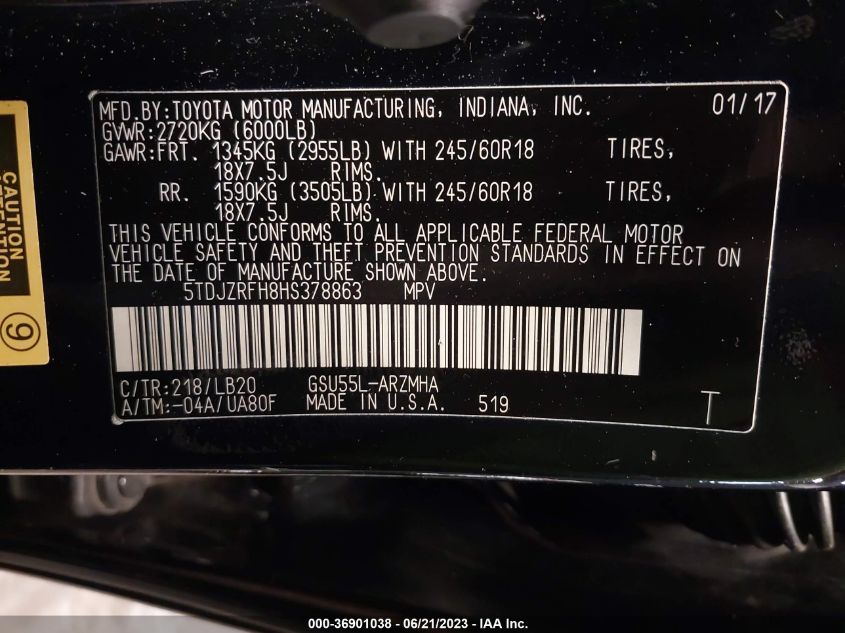 MFD.BY:TOYOTA MOTOR MANUFACTURING, INDIANA, INC. 01/17
GVWR:2720KG (6000LB)
GAWR:FRT. 1345KG (2955LB) WITH 245/60R18 TIRES,
18X7.5J RIMS.
RR. 1590KG (3505LB) WITH 245/60R18 TIRES,
18X7.5J RIMS.
THIS VEHICLE CONFORMS TO ALL APPLICABLE FEDERAL MOTOR
VEHICLE SAFETY AND THEFT PREVENTION STANDARDS IN EFFECT ON
THE DATE OF MANUFACTURE SHOWN ABOVE.
5TDJZRFH8HS378863 MPV
C/TR:218/LB20 GSU55L-ARZMHA
A/TM:-04A/UA80F MADE IN U.S.A. 519 T
CAUTION
9
000-36901038 - 06/21/2023 - IAA Inc.